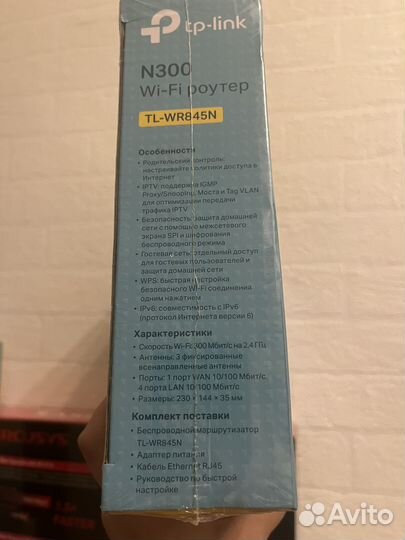 tp-link
N300
Wi-Fi роутер
TL-WR845N
Особенности
• Родительский контроль:
настраивайте политики доступа в
Интернет
• IPTV: поддержка IGMP
Proxy/Snooping, Моста и Tag VLAN
для оптимизации передачи
трафика IPTV
• Безопасность: защита домашней
сети с помощью межсетевого
экрана SPI и шифрования
беспроводного режима
• Гостевая сеть: отдельный доступ
для гостевых пользователей и
защита домашней сети
• WPS: быстрая настройка
безопасного Wi-Fi соединения
одним нажатием
• IPv6: совместимость с IPv6
(протокол Интернета версии 6)
Характеристики
• Скорость Wi-Fi: 300 Мбит/с на 2,4 ГГц
• Антенны: 3 фиксированные
всенаправленные антенны
• Порты: 1 порт WAN 10/100 Мбит/с,
4 порта LAN 10/100 Мбит/с
• Размеры: 230 × 144 × 35 мм
Комплект поставки
• Беспроводной маршрутизатор
TL-WR845N
• Адаптер питания
• Кабель Ethernet RJ45
• Руководство по быстрой
настройке
FASTER
Avito